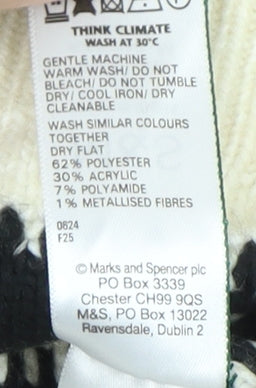 THINK CLIMATE
WASH AT 30°C
GENTLE MACHINE
WARM WASH/ DO NOT
BLEACH/ DO NOT TUMBLE
DRY/ COOL IRON/ DRY
CLEANABLE
WASH SIMILAR COLOURS
TOGETHER
DRY FLAT
62% POLYESTER
30% ACRYLIC
7% POLYAMIDE
1% METALLISED FIBRES
0824
F25
© Marks and Spencer plc
PO Box 3339
Chester CH99 9QS
M&S, PO Box 13022
Ravensdale, Dublin 2